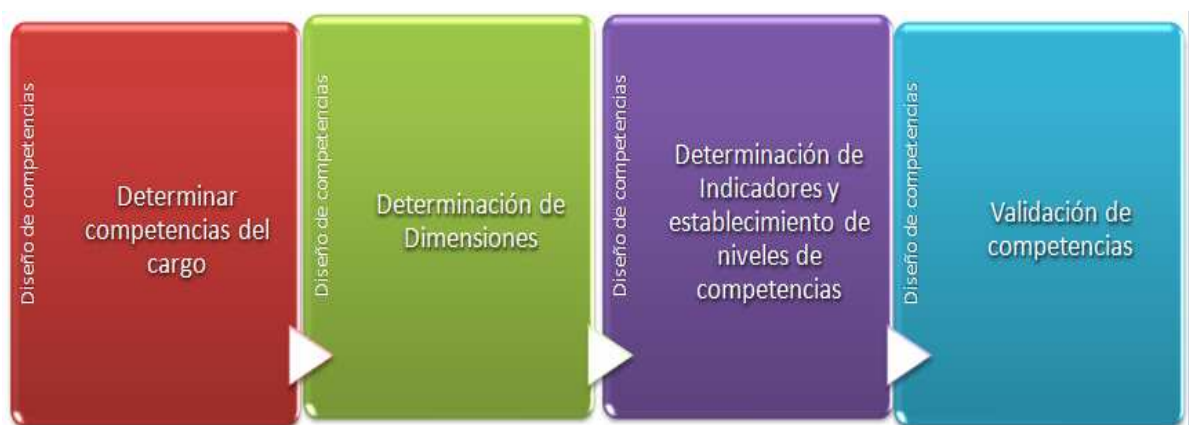 Diseño de competencias
Determinar
competencias del
cargo
Diseño de competencias
Determinación de
Dimensiones
Diseño de competencias
Determinación de
Indicadores y
establecimiento de
niveles de
competencias
Diseño de competencias
Validación de
competencias